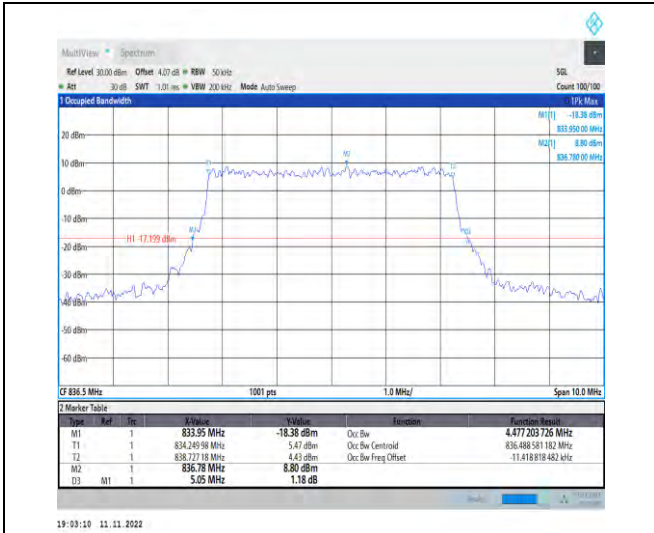 MultiView Spectrum
Ref Level 30.00 dBm Offset 4.07 dB RBW 50 kHz SGL
Att 30 dB SWT 1.01 ms VBW 200 kHz Mode Auto Sweep Count 100/100
1 Occupied Bandwidth 1Pk Max
M1[1] -18.38 dBm
833.950 00 MHz
M2[1] 8.80 dBm
836.780 00 MHz
20 dBm
10 dBm
M2
T1
T2
0 dBm
-10 dBm
M1
D3
H1 -17.199 dBm
-20 dBm
-30 dBm
-40 dBm
-50 dBm
-60 dBm
CF 836.5 MHz 1001 pts 1.0 MHz/ Span 10.0 MHz
2 Marker Table
Type Ref Trc X-Value Y-Value Function Function Result
M1 1 833.95 MHz -18.38 dBm Occ Bw 4.477 203 726 MHz
T1 1 834.249 98 MHz 5.47 dBm Occ Bw Centroid 836.488 581 182 MHz
T2 1 838.727 18 MHz 4.43 dBm Occ Bw Freq Offset -11.418 818 482 kHz
M2 1 836.78 MHz 8.80 dBm
D3 M1 1 5.05 MHz 1.18 dB
19:03:10 11.11.2022